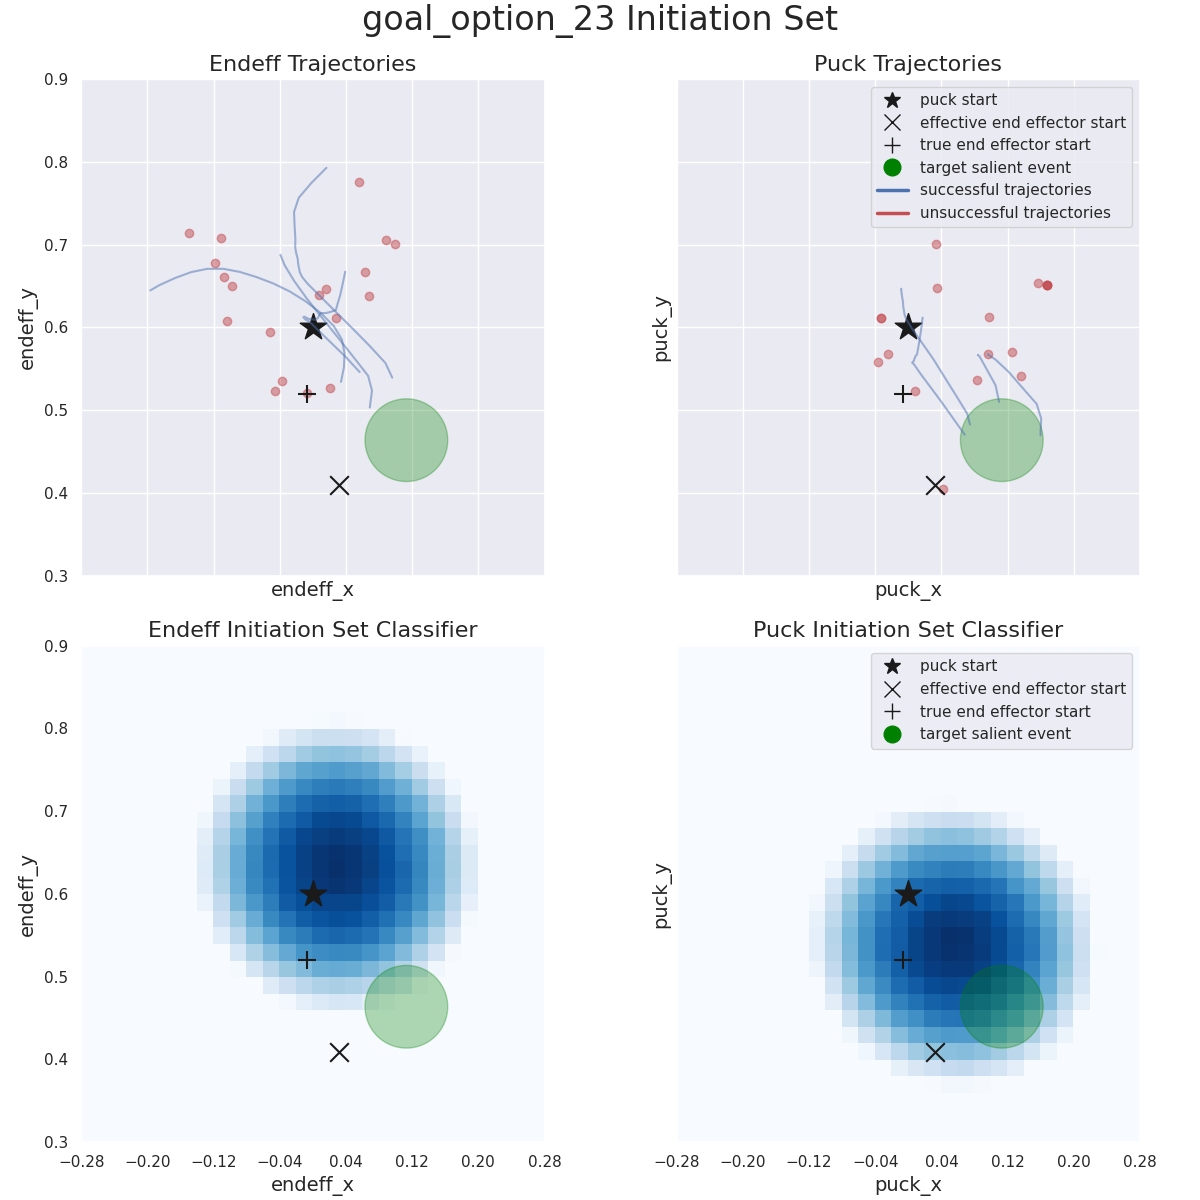 goal_option_23 Initiation Set
Endeff Trajectories
0.9
0.8
0.7
0.6
0.5
0.4
0.3
endeff_y
endeff_x
Puck Trajectories
puck start
effective end effector start
true end effector start
target salient event
successful trajectories
unsuccessful trajectories
puck_y
puck_x
Endeff Initiation Set Classifier
0.9
0.8
0.7
0.6
0.5
0.4
0.3
endeff_y
−0.28 −0.20 −0.12 −0.04 0.04 0.12 0.20 0.28
endeff_x
Puck Initiation Set Classifier
puck start
effective end effector start
true end effector start
target salient event
puck_y
−0.28 −0.20 −0.12 −0.04 0.04 0.12 0.20 0.28
puck_x